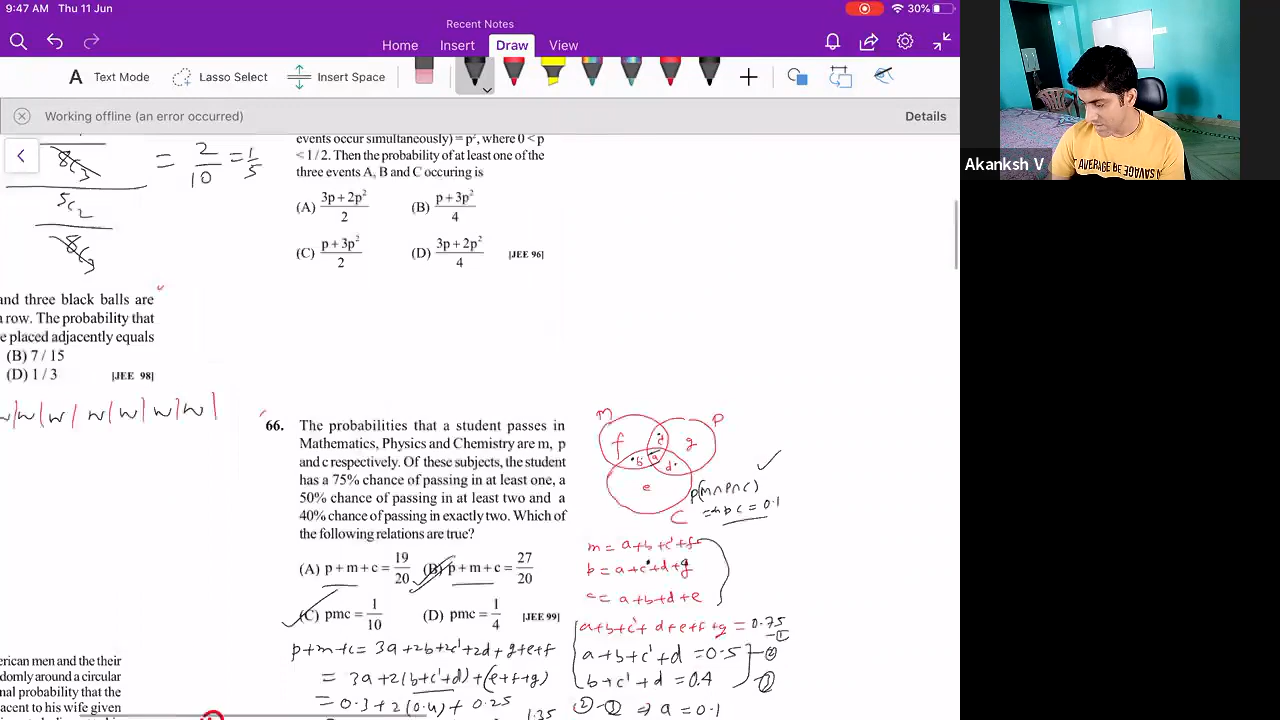 9:47 AM Thu 11 Jun
30%
Recent Notes
Home Insert Draw View
A Text Mode Lasso Select Insert Space
Working offline (an error occurred) Details
Akanksh V
AVERAGE BE A SAVAGE
8C3
5C2
8C3
= 2/10 = 1/5
and three black balls are
row. The probability that
e placed adjacently equals
(B) 7 / 15
(D) 1 / 3 [JEE 98]
w|w| w| w| w| w| w|
erican men and their
domly around a circular
nal probability that the
acent to his wife given
events occur simultaneously) = p², where 0 < p
< 1 / 2. Then the probability of at least one of the
three events A, B and C occuring is
(A) 3p + 2p² / 2 (B) p + 3p² / 4
(C) p + 3p² / 2 (D) 3p + 2p² / 4 [JEE 96]
66. The probabilities that a student passes in
Mathematics, Physics and Chemistry are m, p
and c respectively. Of these subjects, the student
has a 75% chance of passing in at least one, a
50% chance of passing in at least two and a
40% chance of passing in exactly two. Which of
the following relations are true?
(A) p + m + c = 19/20 (B) p + m + c = 27/20
(C) pmc = 1/10 (D) pmc = 1/4 [JEE 99]
p+m+c = 3a+2b+2c'+2d+g+e+f
= 3a+2(b+c'+d)+(e+f+g)
= 0.3+2(0.4)+0.25
1.35
M P
f c' g
b a d
e
C
p(m∩p∩c)
= 0.1
m = a+b+c'+f
p = a+c'+d+g
c = a+b+d+e
a+b+c'+d+e+f+g = 0.75
a+b+c'+d = 0.5
b+c'+d = 0.4
⇒ a = 0.1